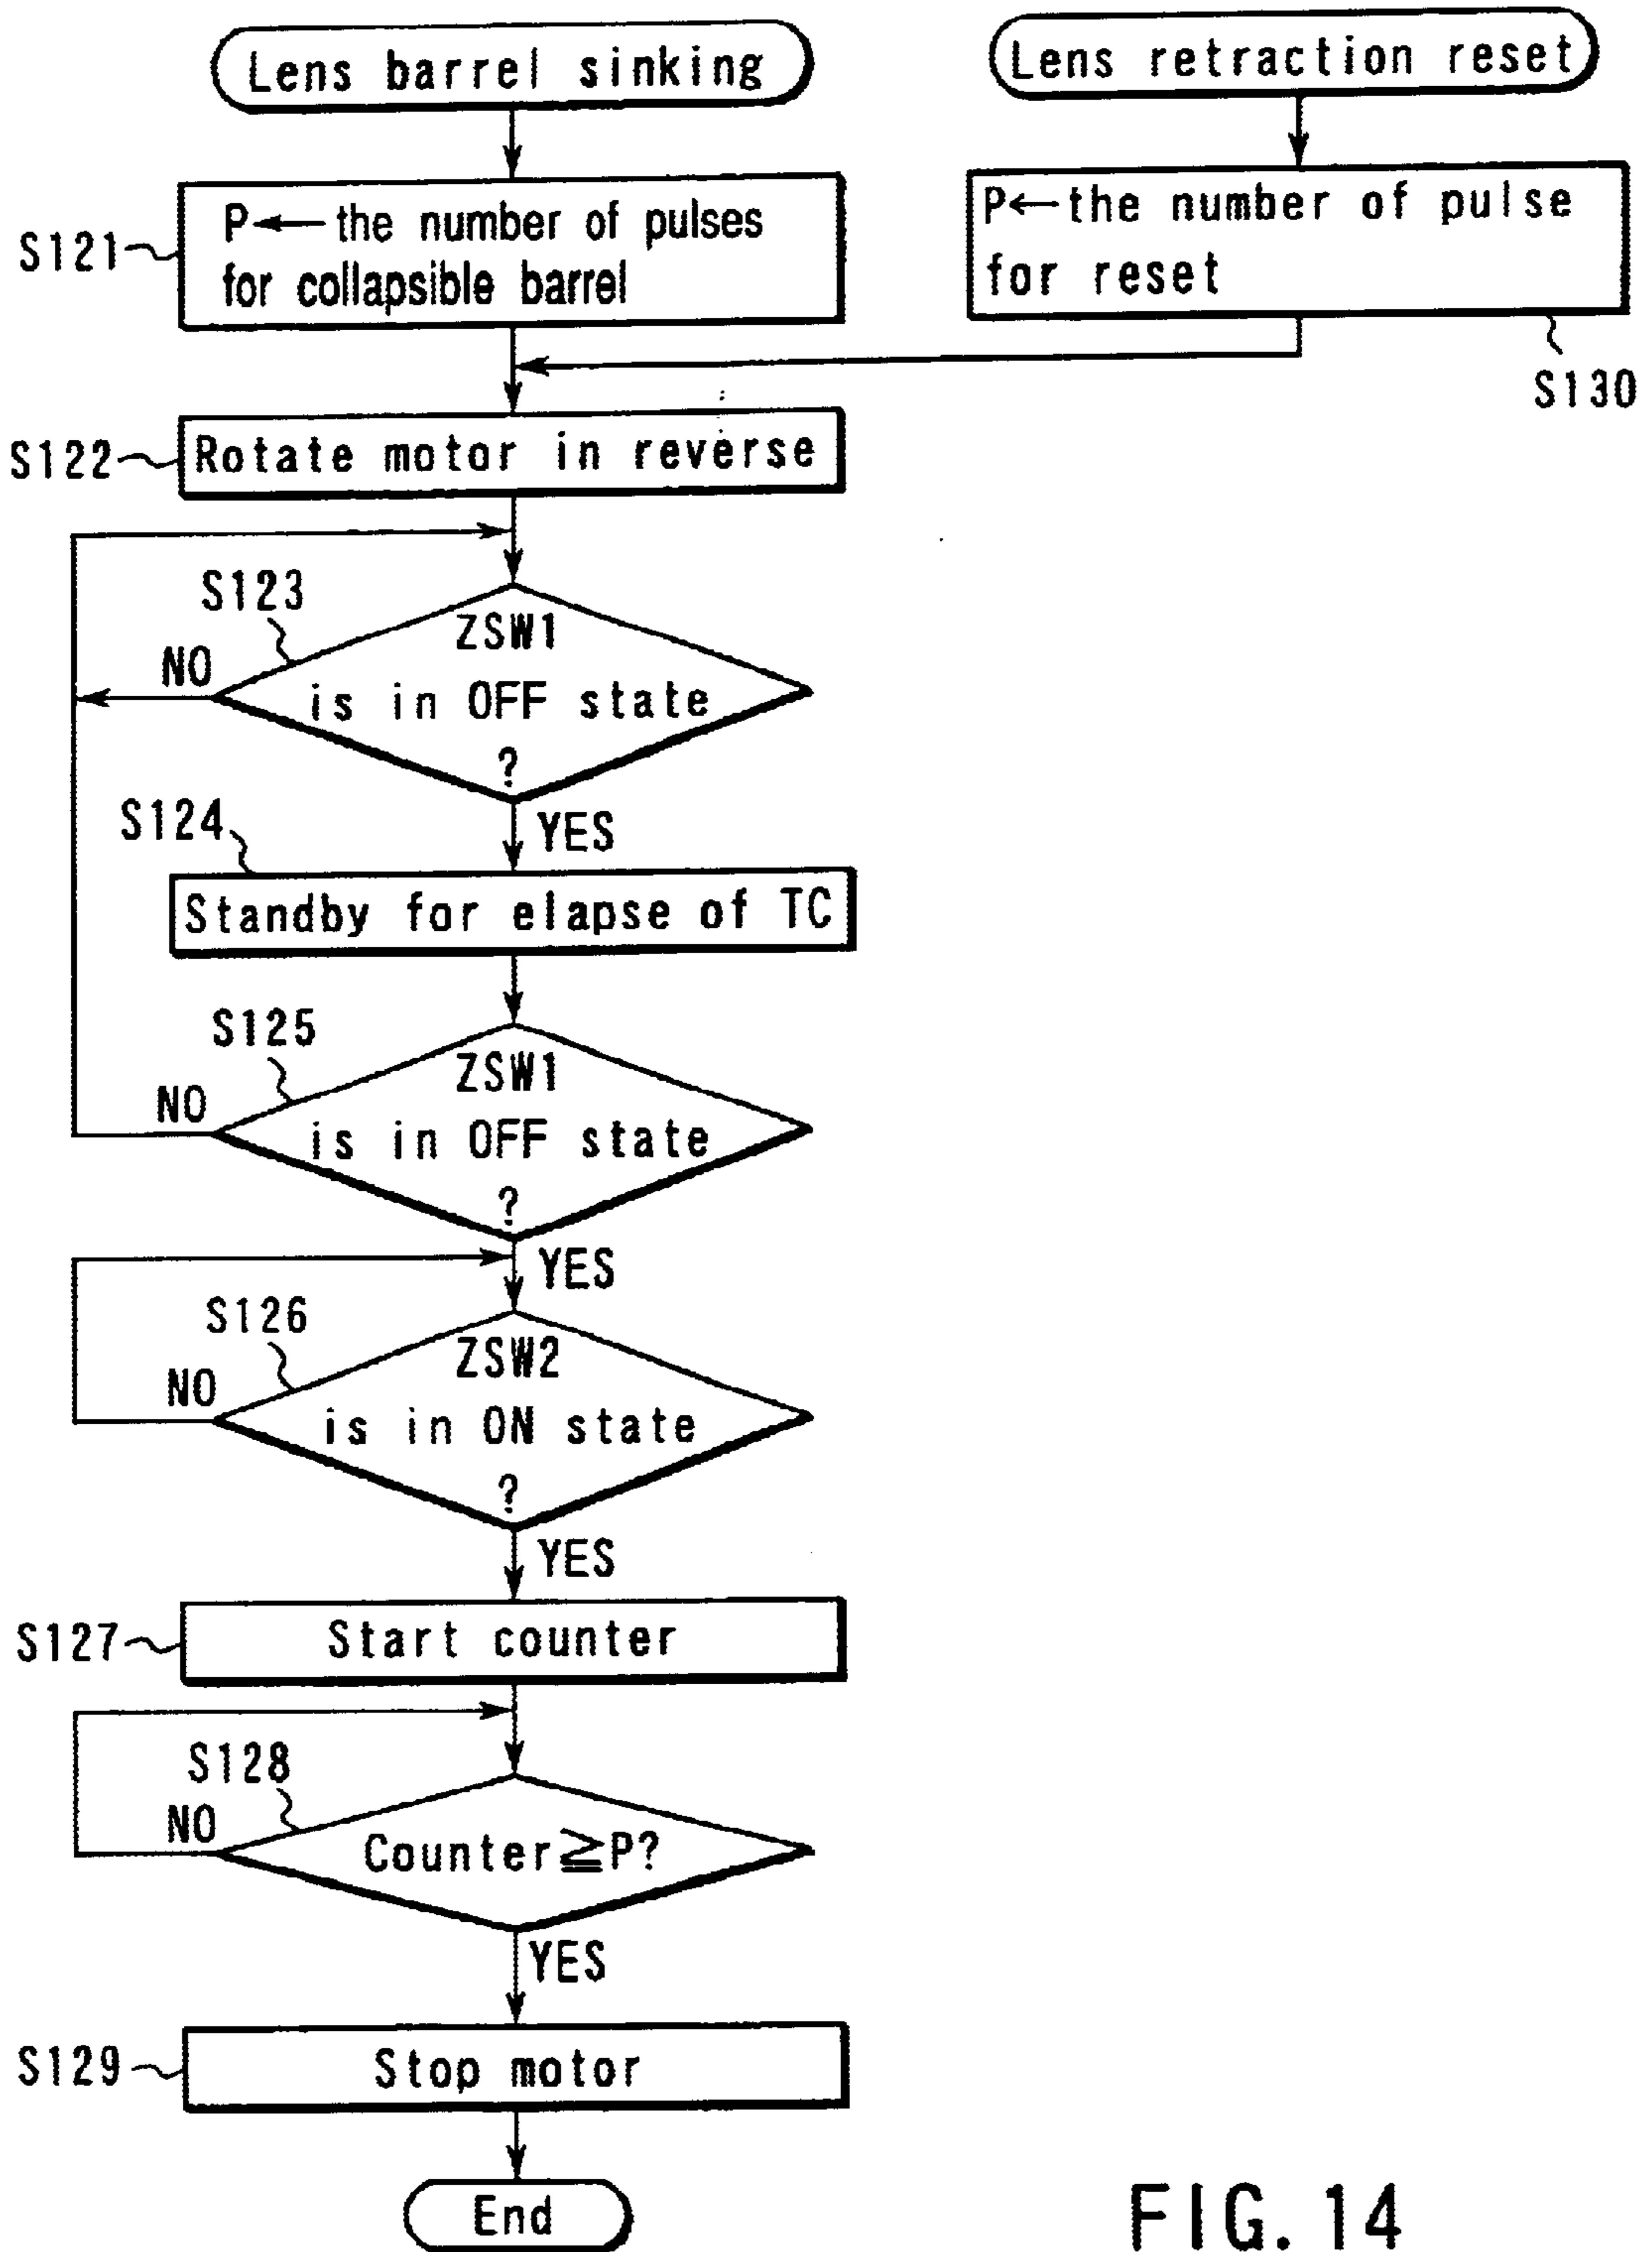 Lens barrel sinking
Lens retraction reset
S121
P←the number of pulses
for collapsible barrel
P←the number of pulse
for reset
S130
S122
Rotate motor in reverse
S123
NO
ZSW1
is in OFF state
?
YES
S124
Standby for elapse of TC
S125
NO
ZSW1
is in OFF state
?
YES
S126
NO
ZSW2
is in ON state
?
YES
S127
Start counter
S128
NO
Counter≧P?
YES
S129
Stop motor
End
FIG. 14